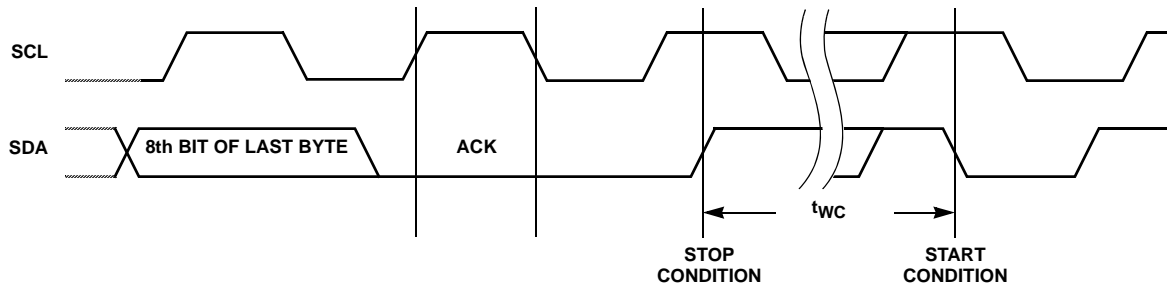 SCL
SDA
8th BIT OF LAST BYTE
ACK
tWC
STOP
CONDITION
START
CONDITION